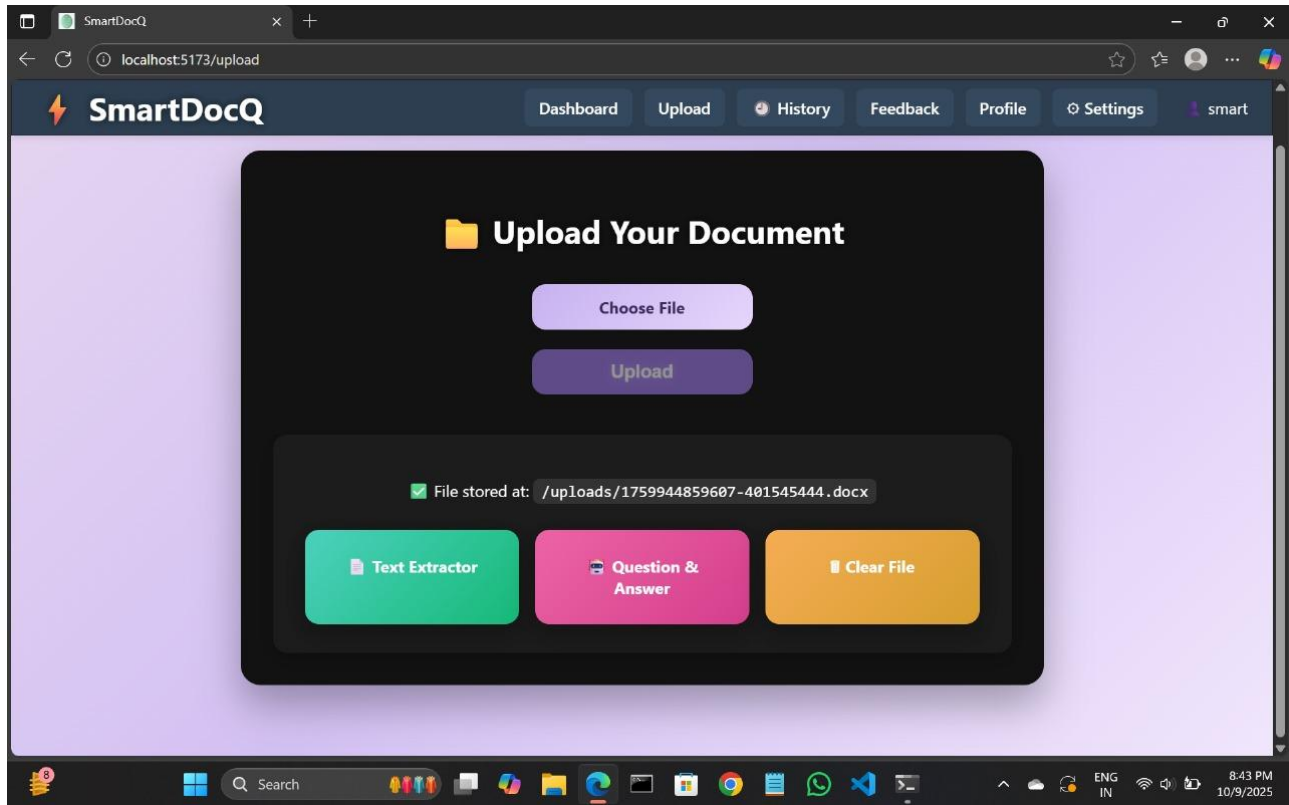 SmartDocQ
localhost:5173/upload
SmartDocQ
Dashboard
Upload
History
Feedback
Profile
Settings
smart
Upload Your Document
Choose File
Upload
File stored at: /uploads/1759944859607-401545444.docx
Text Extractor
Question &
Answer
Clear File
8
Search
ENG
IN
8:43 PM
10/9/2025